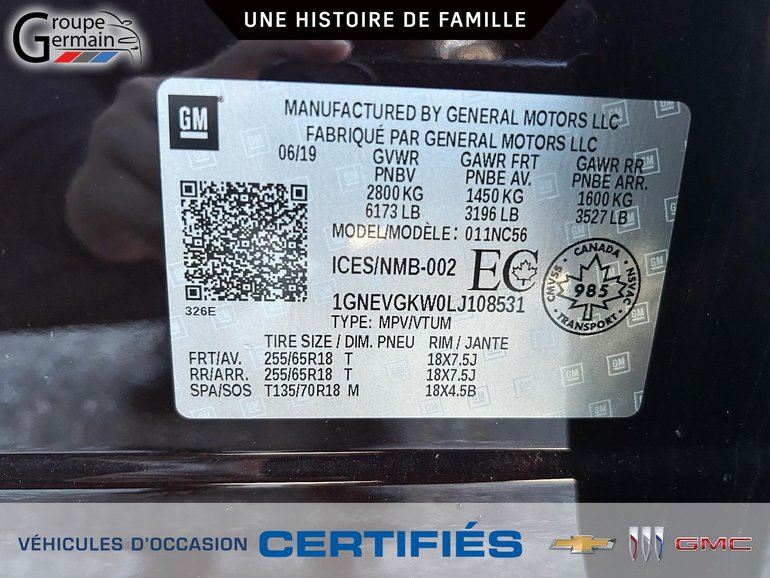 Groupe
Germain
UNE HISTOIRE DE FAMILLE
GM
MANUFACTURED BY GENERAL MOTORS LLC
FABRIQUÉ PAR GENERAL MOTORS LLC
06/19 GVWR GAWR FRT GAWR RR
PNBV PNBE AV. PNBE ARR.
2800 KG 1450 KG 1600 KG
6173 LB 3196 LB 3527 LB
MODEL/MODÈLE: 011NC56
ICES/NMB-002 EC
CANADA
CMVSS 985 NSVAC
TRANSPORT
1GNEVGKW0LJ108531
326E
TYPE: MPV/VTUM
TIRE SIZE / DIM. PNEU RIM / JANTE
FRT/AV. 255/65R18 T 18X7.5J
RR/ARR. 255/65R18 T 18X7.5J
SPA/SOS T135/70R18 M 18X4.5B
VÉHICULES D'OCCASION CERTIFIÉS GMC